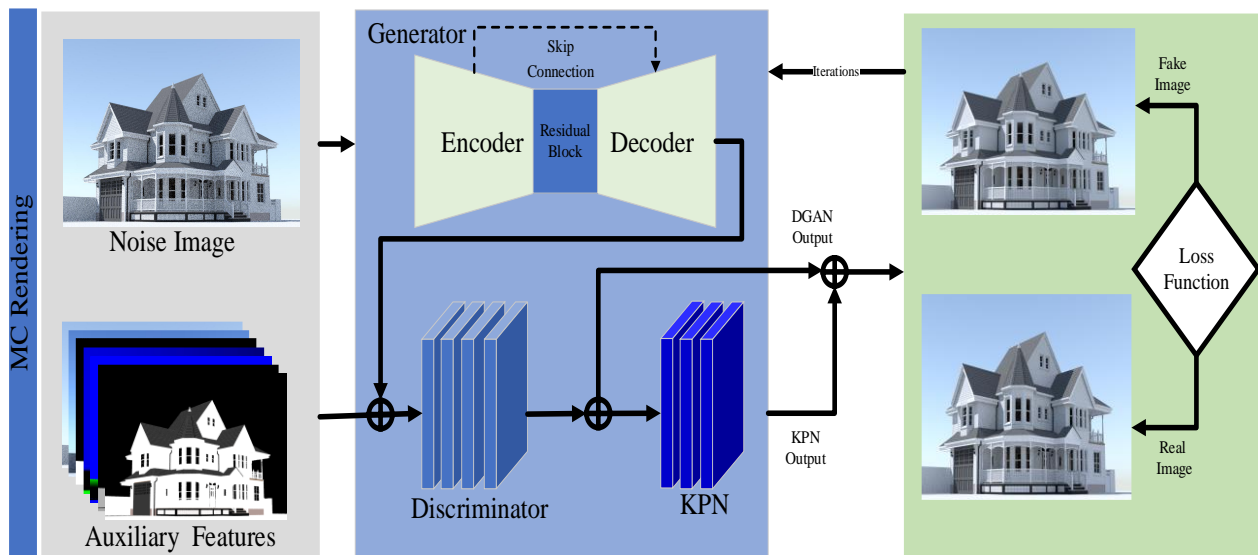 MC Rendering
Noise Image
Auxiliary Features
Generator
Skip
Connection
Encoder
Residual
Block
Decoder
Discriminator
KPN
DGAN
Output
KPN
Output
Iterations
Fake
Image
Loss
Function
Real
Image